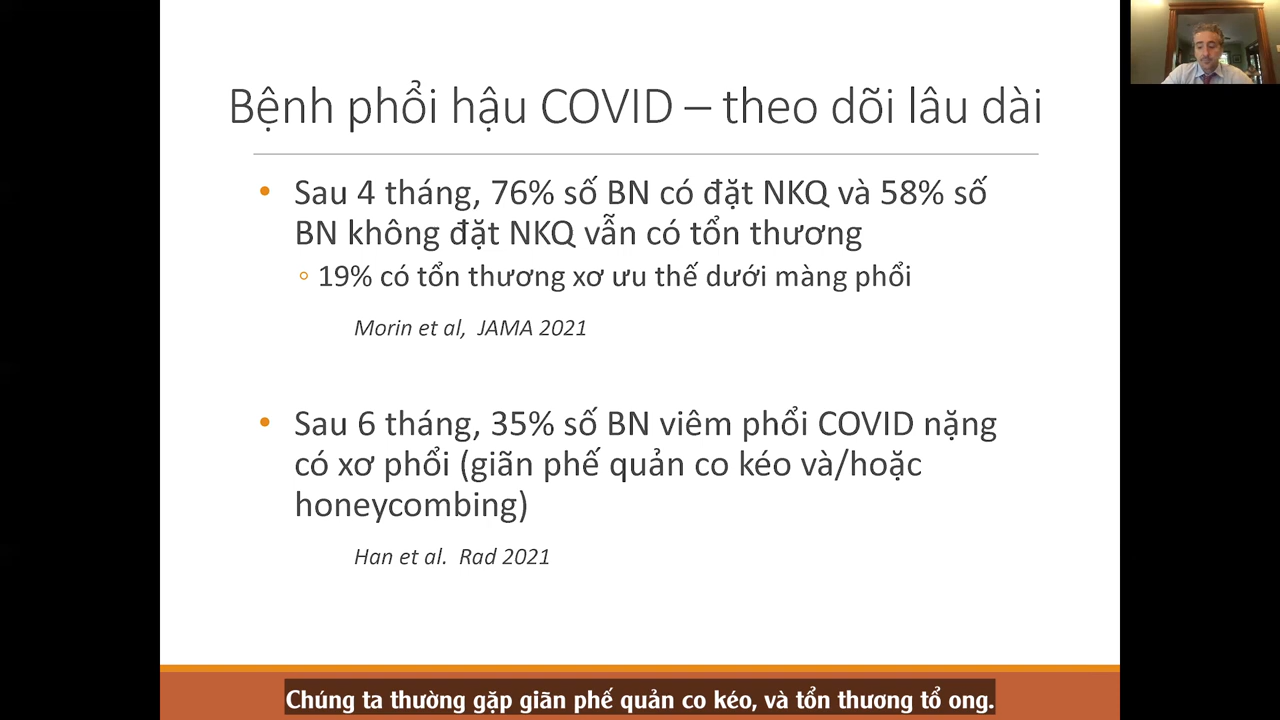 Bệnh phổi hậu COVID – theo dõi lâu dài
• Sau 4 tháng, 76% số BN có đặt NKQ và 58% số
BN không đặt NKQ vẫn có tổn thương
◦ 19% có tổn thương xơ ưu thế dưới màng phổi
Morin et al, JAMA 2021
• Sau 6 tháng, 35% số BN viêm phổi COVID nặng
có xơ phổi (giãn phế quản co kéo và/hoặc
honeycombing)
Han et al. Rad 2021
Chúng ta thường gặp giãn phế quản co kéo, và tổn thương tổ ong.